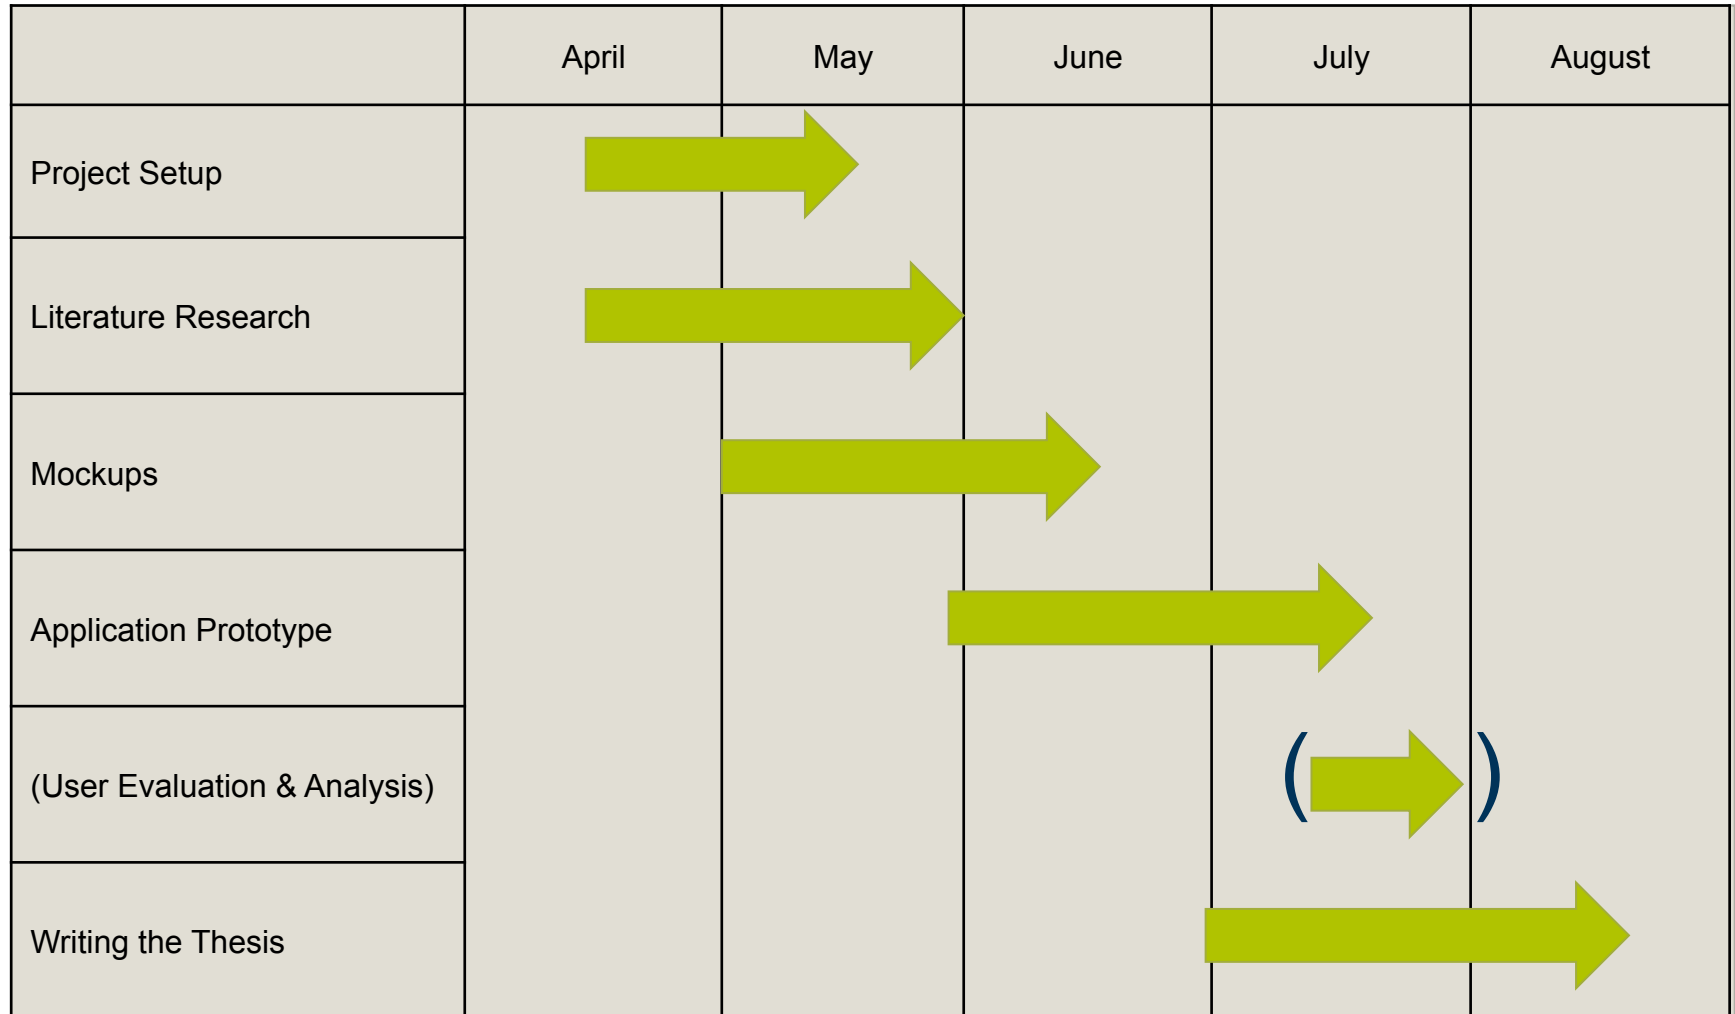 April May June July August
Project Setup
Literature Research
Mockups
Application Prototype
( )
(User Evaluation & Analysis)
Writing the Thesis